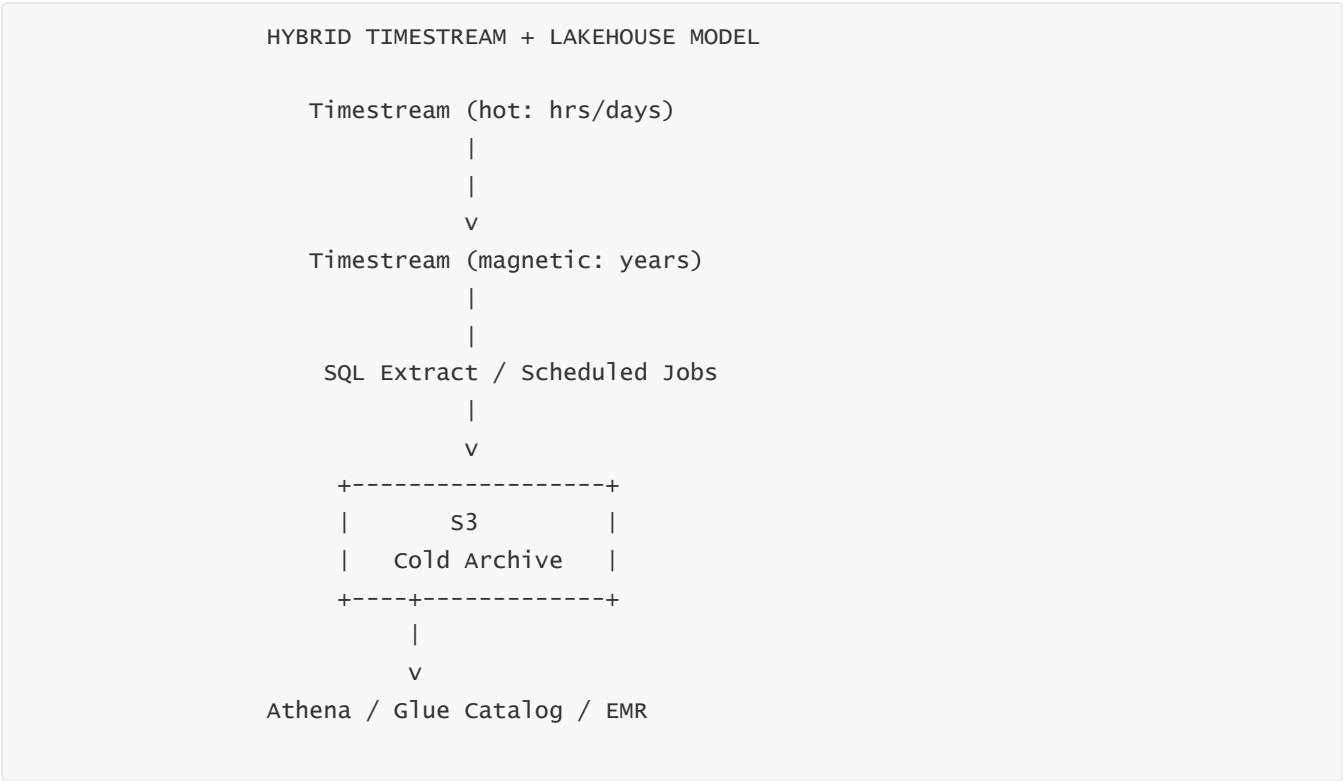 HYBRID TIMESTREAM + LAKEHOUSE MODEL
Timestream (hot: hrs/days)
|
|
v
Timestream (magnetic: years)
|
|
SQL Extract / Scheduled Jobs
|
v
+------------------+
|       S3         |
|   Cold Archive   |
+----+-------------+
|
v
Athena / Glue Catalog / EMR